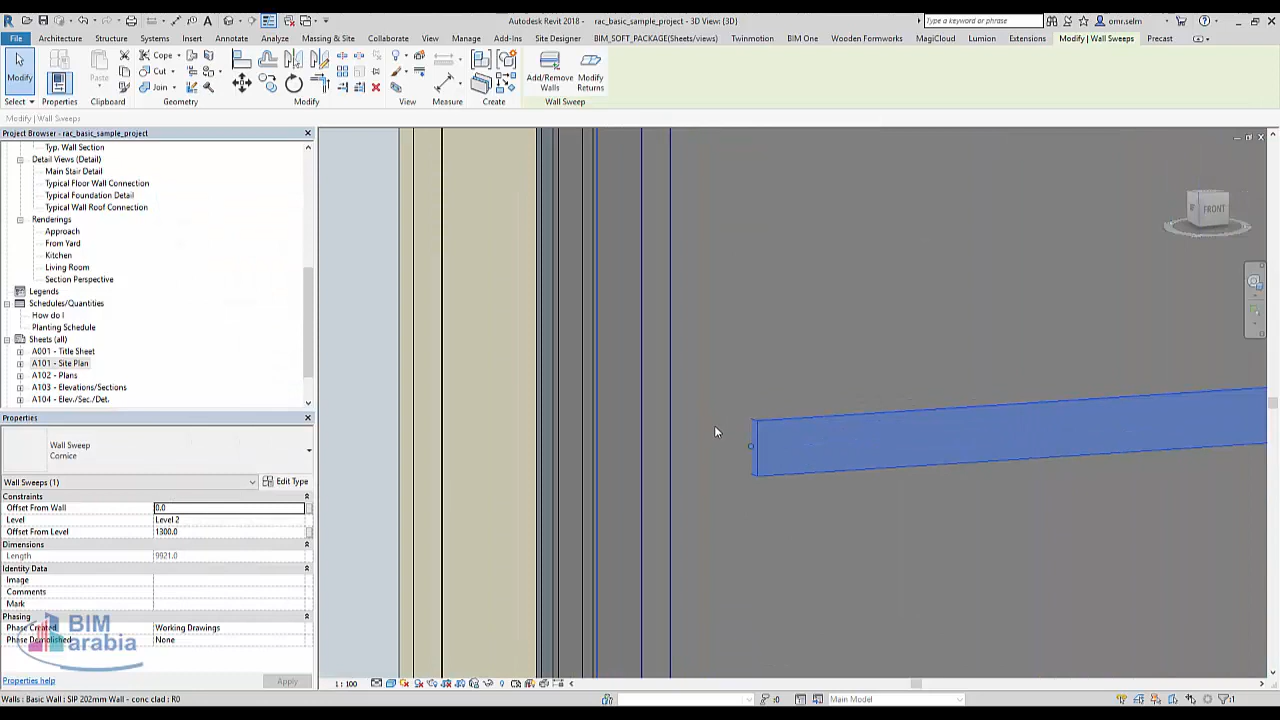 Autodesk Revit 2018 - rac_basic_sample_project - 3D View: {3D}
Type a keyword or phrase
omr.selm
File Architecture Structure Systems Insert Annotate Analyze Massing & Site Collaborate View Manage Add-Ins Site Designer BIM_SOFT_PACKAGE(Sheets/views) Twinmotion BIM One Wooden Formworks MagiCloud Lumion Extensions Modify | Wall Sweeps Precast
Modify
Paste
Cope
Cut
Join
Add/Remove Walls
Modify Returns
Select Properties Clipboard Geometry Modify View Measure Create Wall Sweep
Modify | Wall Sweeps
Project Browser - rac_basic_sample_project
Typ. Wall Section
Detail Views (Detail)
Main Stair Detail
Typical Floor Wall Connection
Typical Foundation Detail
Typical Wall Roof Connection
Renderings
Approach
From Yard
Kitchen
Living Room
Section Perspective
Legends
Schedules/Quantities
How do I
Planting Schedule
Sheets (all)
A001 - Title Sheet
A101 - Site Plan
A102 - Plans
A103 - Elevations/Sections
A104 - Elev./Sec./Det.
FRONT
Properties
Wall Sweep
Cornice
Wall Sweeps (1)
Edit Type
Constraints
Offset From Wall 0.0
Level Level 2
Offset From Level 1300.0
Dimensions
Length 9921.0
Identity Data
Image
Comments
Mark
Phasing
Phase Created Working Drawings
Phase Demolished None
BIM
arabia
Properties help
Apply
1 : 100
Walls : Basic Wall : SIP 202mm Wall - conc clad : R0
:0
Main Model
:1